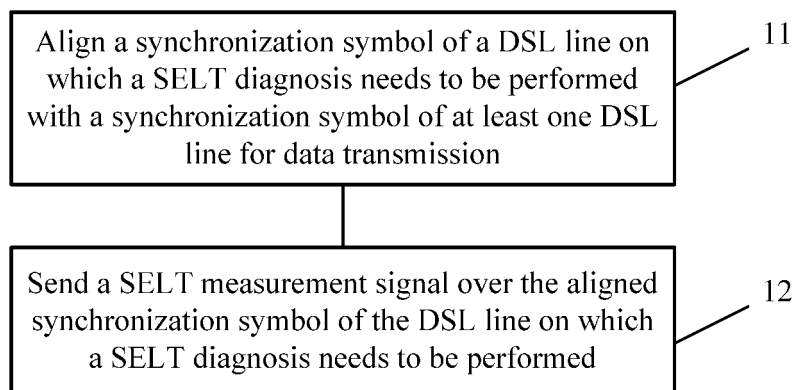 Align a synchronization symbol of a DSL line on
which a SELT diagnosis needs to be performed
with a synchronization symbol of at least one DSL
line for data transmission
11
Send a SELT measurement signal over the aligned
synchronization symbol of the DSL line on which
a SELT diagnosis needs to be performed
12